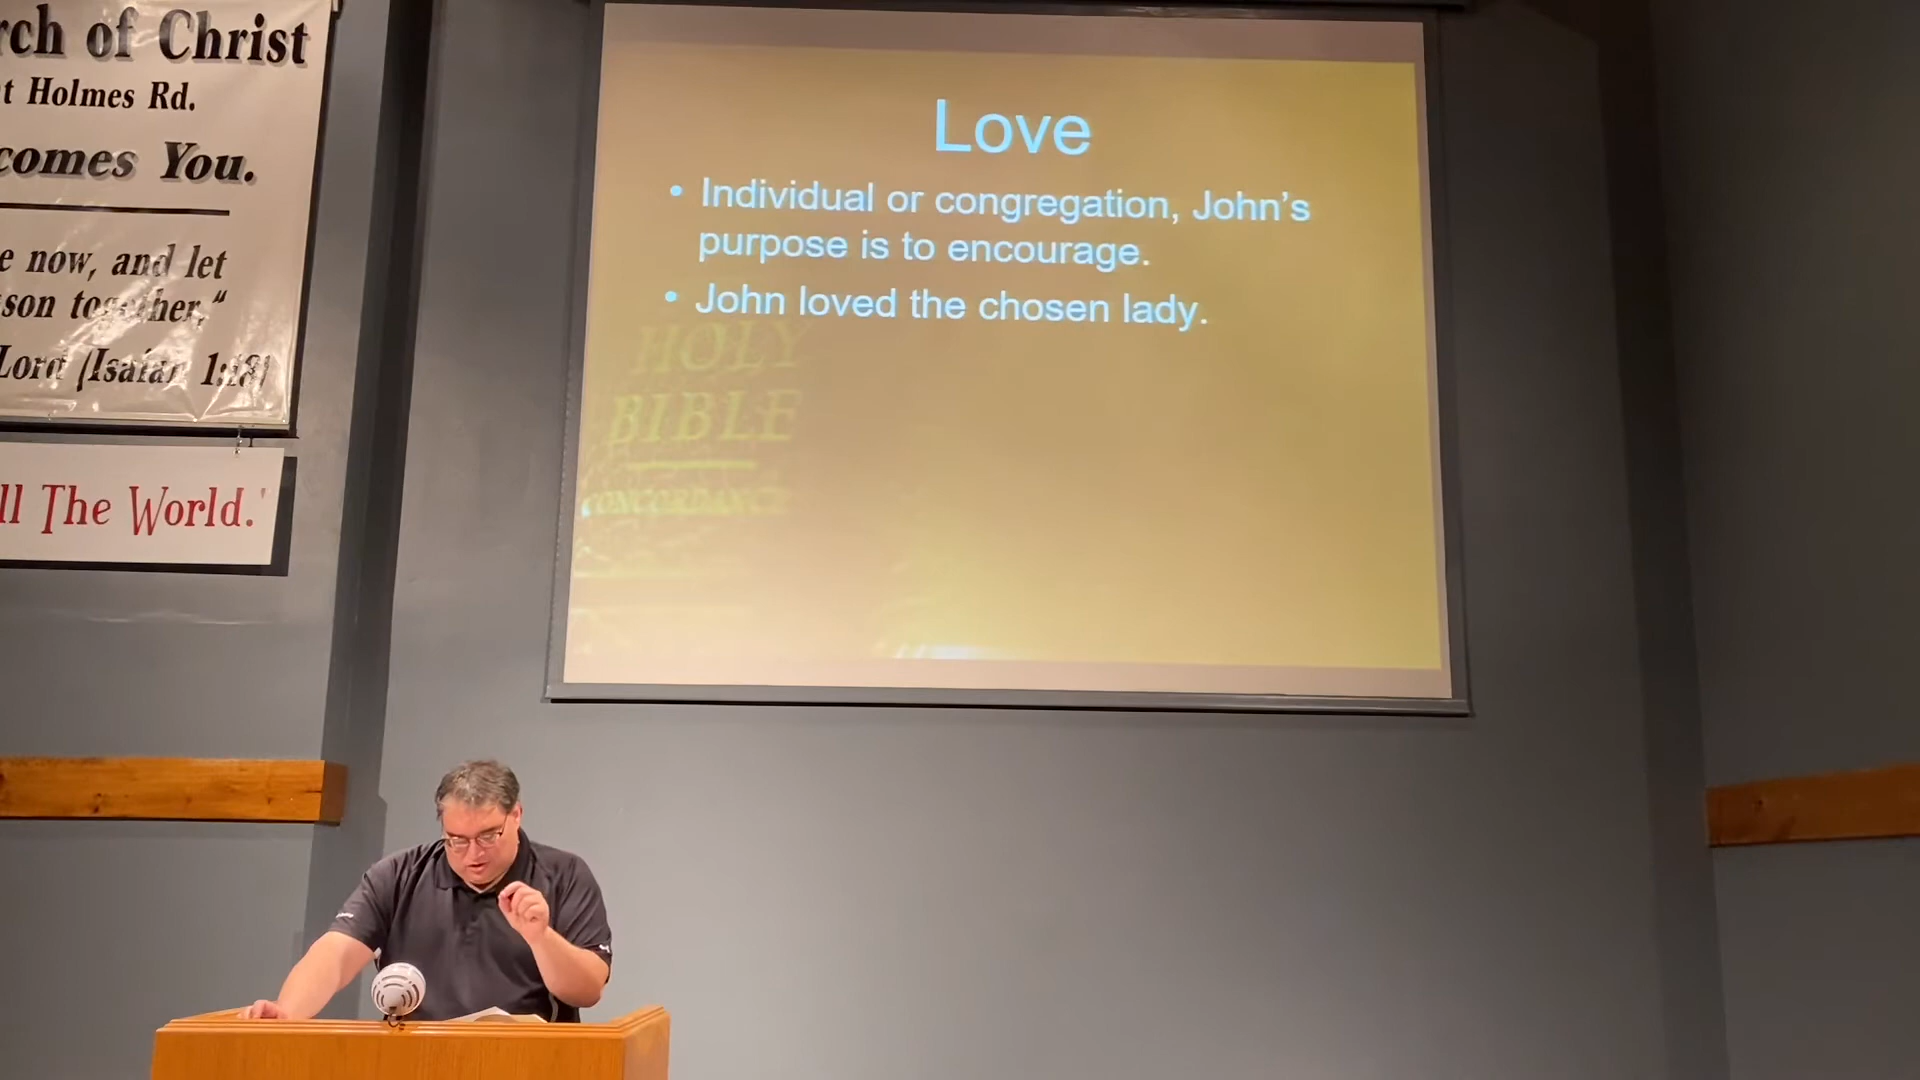 rch of Christ
t Holmes Rd.
comes You.
e now, and let
son together,"
Lord (Isaiah 1:18)
ll The World."
Love
• Individual or congregation, John's
purpose is to encourage.
• John loved the chosen lady.
HOLY
BIBLE
CONCORDANCE